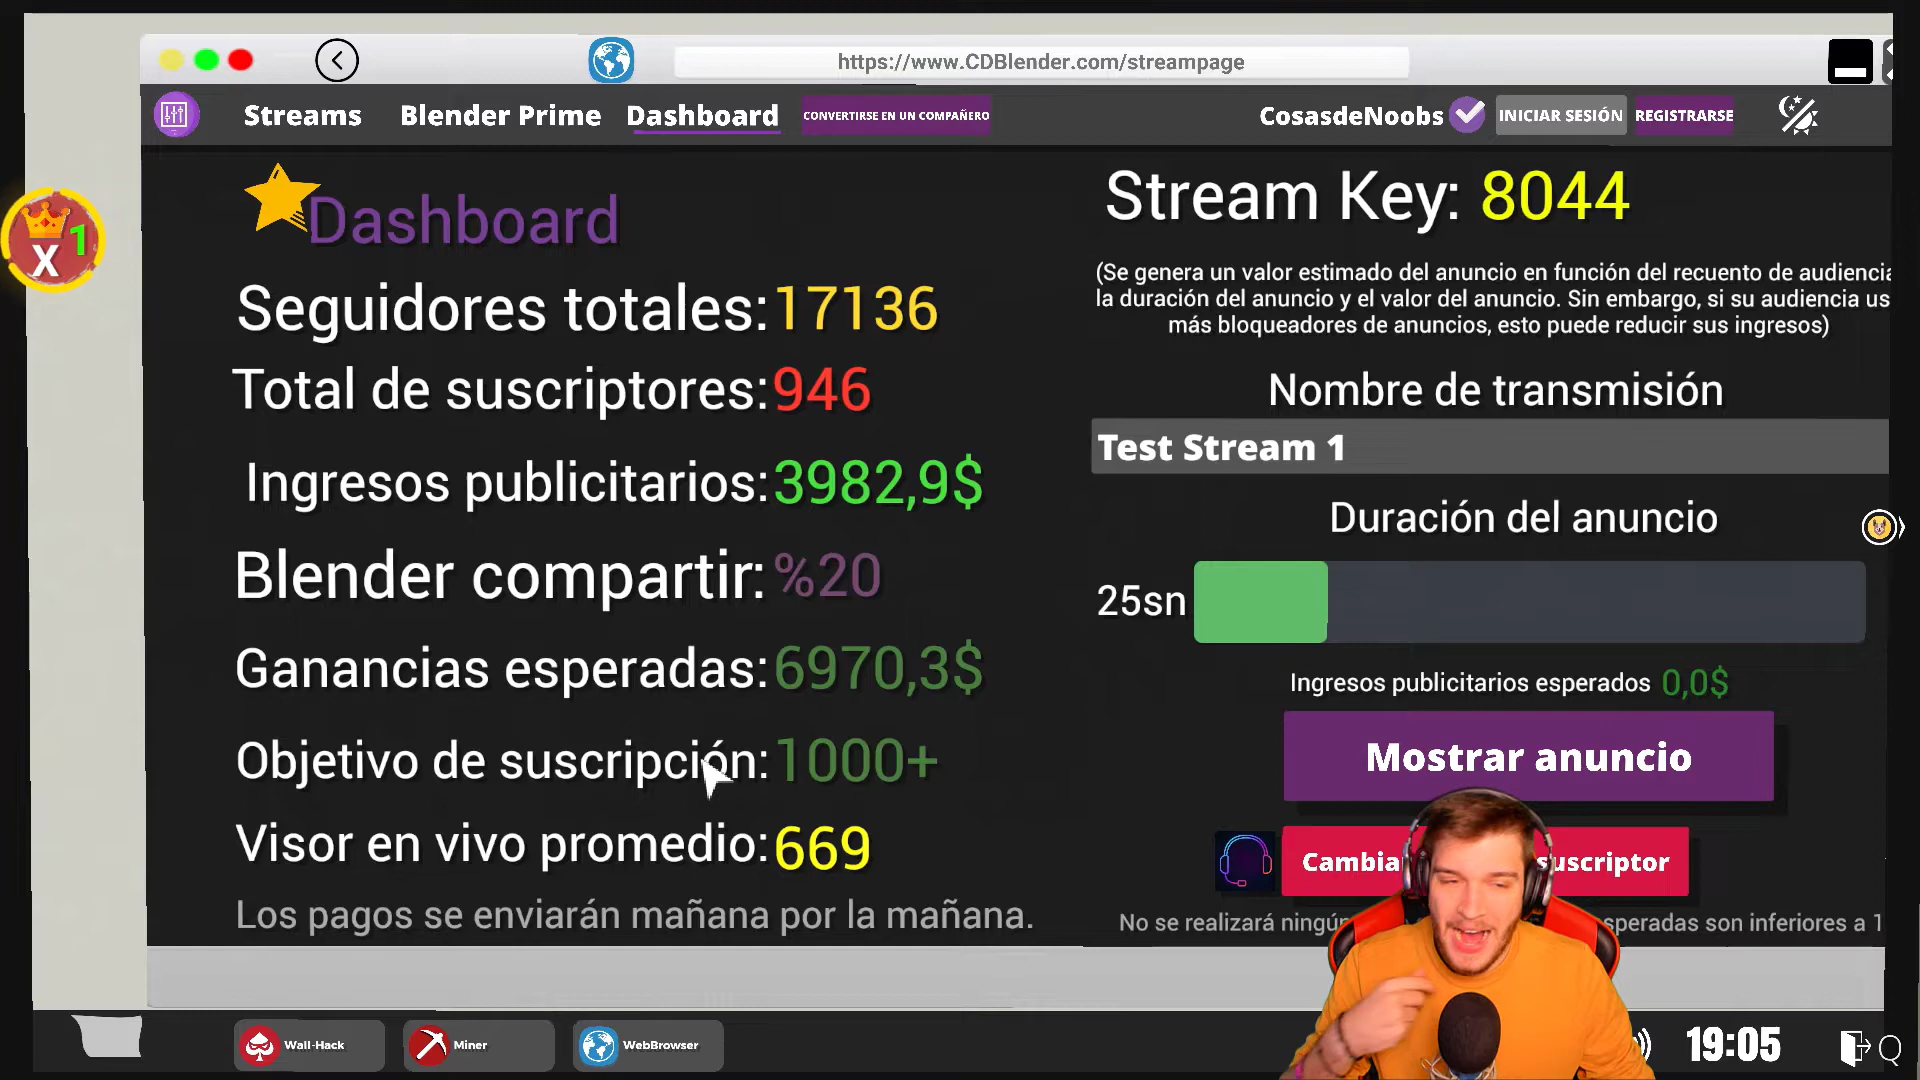 https://www.CDBlender.com/streampage
Streams Blender Prime Dashboard CONVERTIRSE EN UN COMPAÑERO CosasdeNoobs INICIAR SESIÓN REGISTRARSE
X 1
Dashboard
Seguidores totales: 17136
Total de suscriptores: 946
Ingresos publicitarios: 3982,9$
Blender compartir: %20
Ganancias esperadas: 6970,3$
Objetivo de suscripción: 1000+
Visor en vivo promedio: 669
Los pagos se enviarán mañana por la mañana.
Stream Key: 8044
(Se genera un valor estimado del anuncio en función del recuento de audiencia
la duración del anuncio y el valor del anuncio. Sin embargo, si su audiencia us
más bloqueadores de anuncios, esto puede reducir sus ingresos)
Nombre de transmisión
Test Stream 1
Duración del anuncio
25sn
Ingresos publicitarios esperados 0,0$
Mostrar anuncio
Cambia suscriptor
No se realizará ningún speradas son inferiores a 1
Wall-Hack Miner WebBrowser 19:05 Q